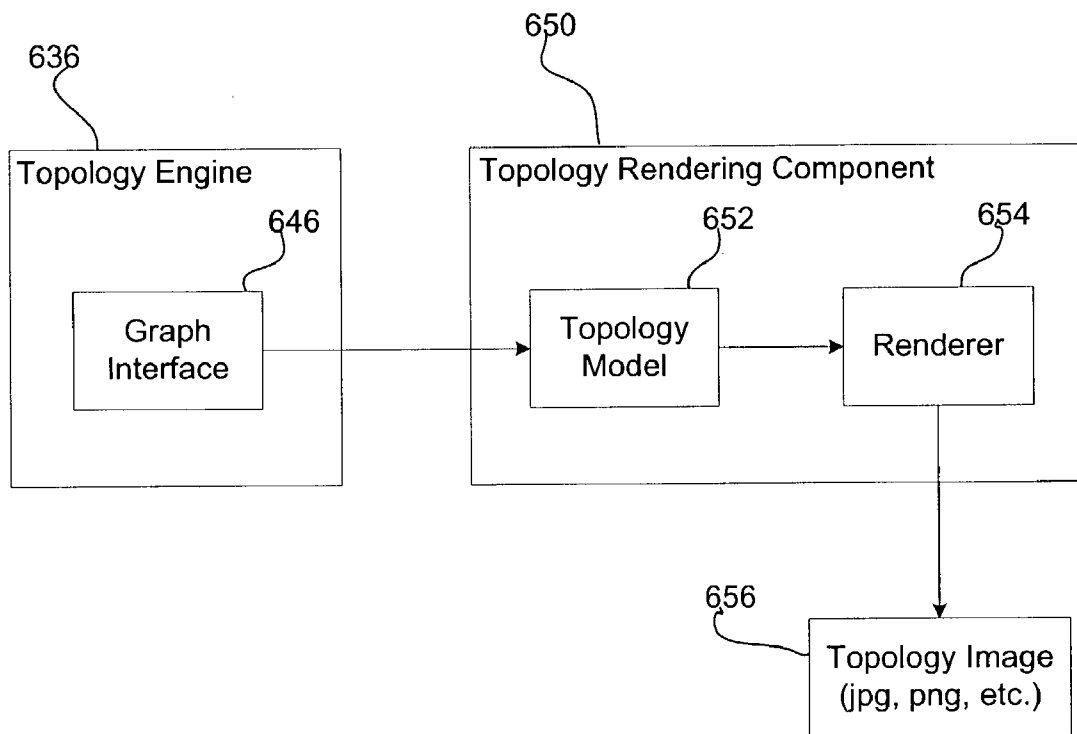 650
636
Topology Engine
Topology Rendering Component
646
652
654
Graph
Interface
Topology
Model
Renderer
656
Topology Image
(jpg, png, etc.)